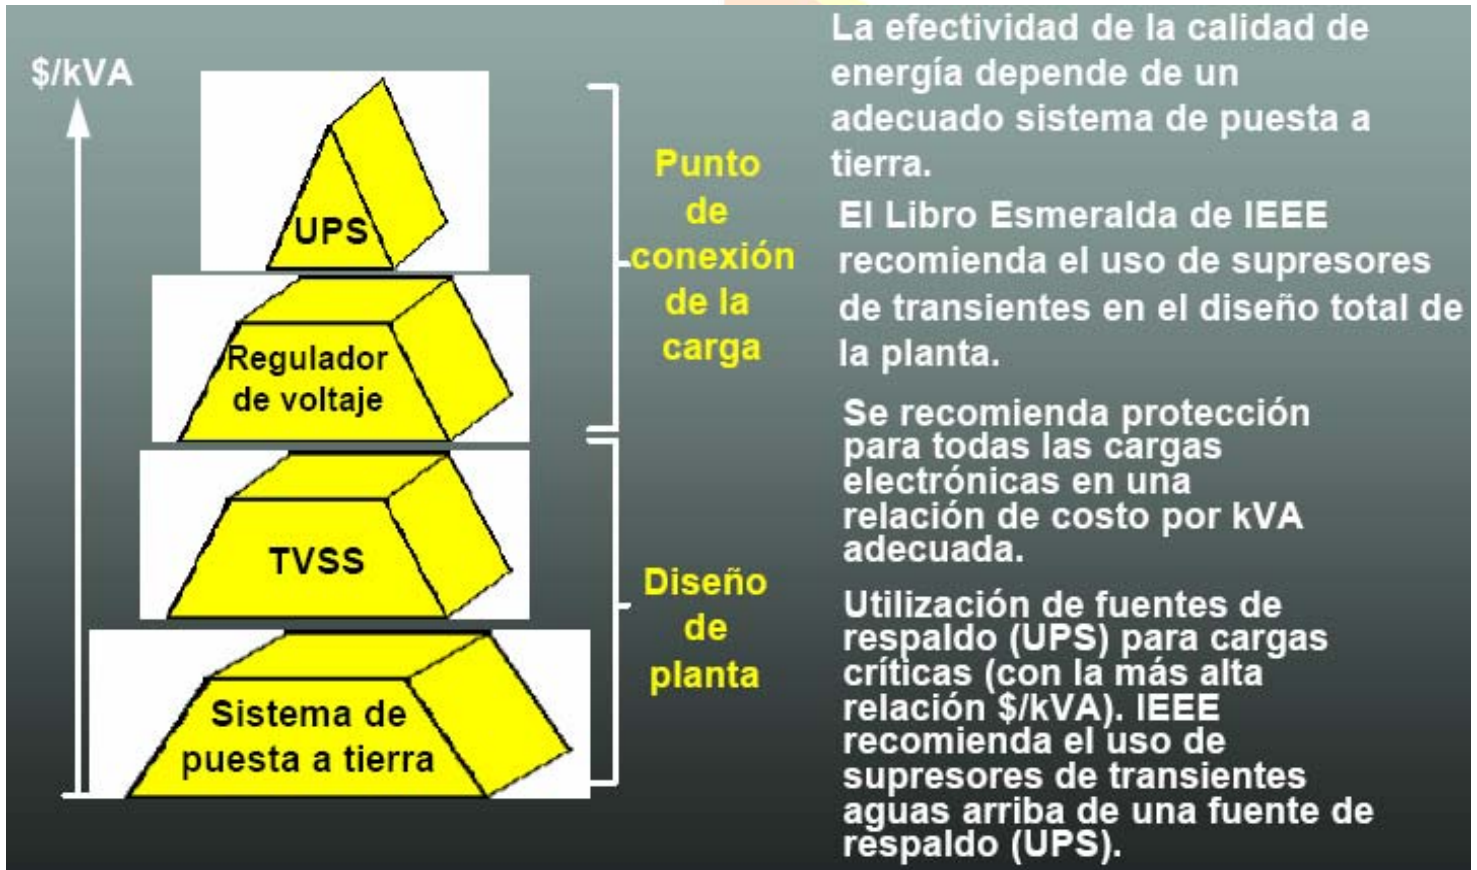 $/kVA
UPS
Regulador
de voltaje
TVSS
Sistema de
puesta a tierra
Punto
de
conexión
de la
carga
Diseño
de
planta
La efectividad de la calidad de
energía depende de un
adecuado sistema de puesta a
tierra.
El Libro Esmeralda de IEEE
recomienda el uso de supresores
de transientes en el diseño total de
la planta.
Se recomienda protección
para todas las cargas
electrónicas en una
relación de costo por kVA
adecuada.
Utilización de fuentes de
respaldo (UPS) para cargas
críticas (con la más alta
relación $/kVA). IEEE
recomienda el uso de
supresores de transientes
aguas arriba de una fuente de
respaldo (UPS).